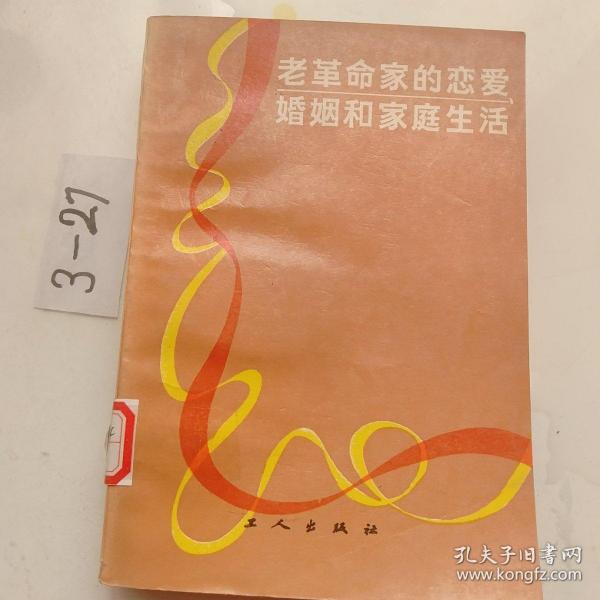 老革命家的恋爱、
婚姻和家庭生活
3-27
工人出版社
孔夫子旧书网
www.kongfz.com